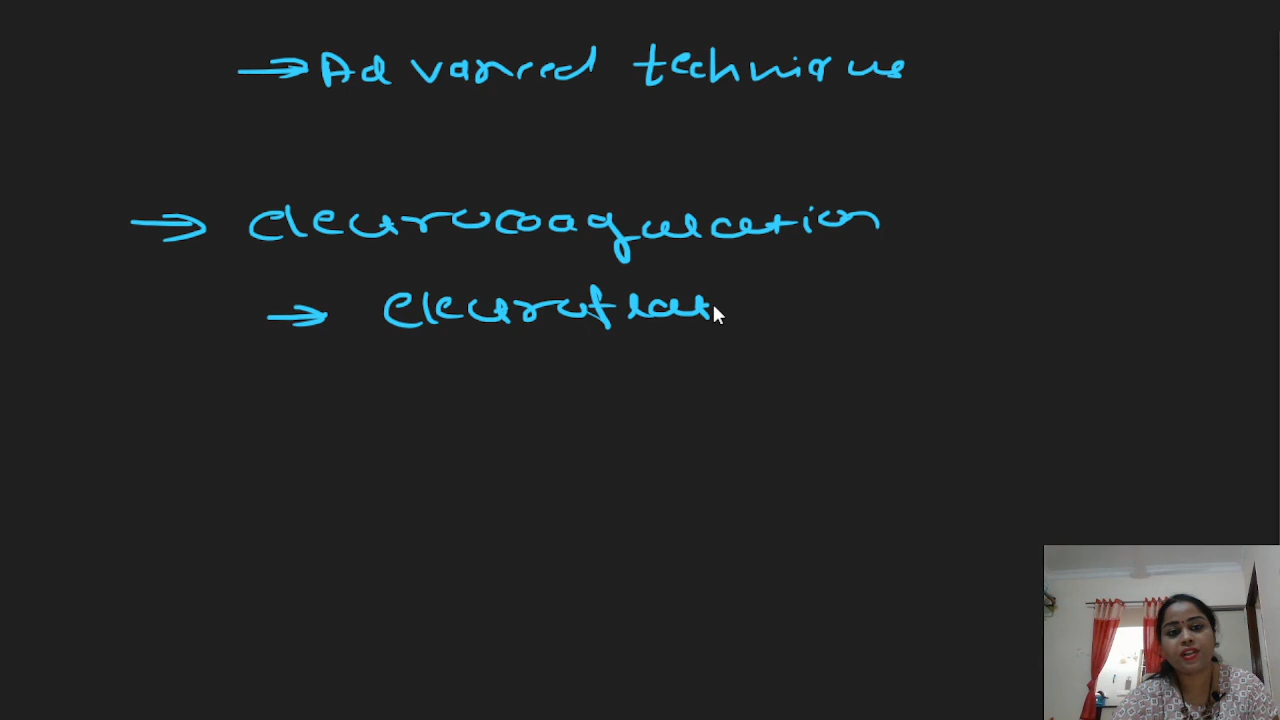 → Advanced technique
→ electrocoagulation
→ electroflot